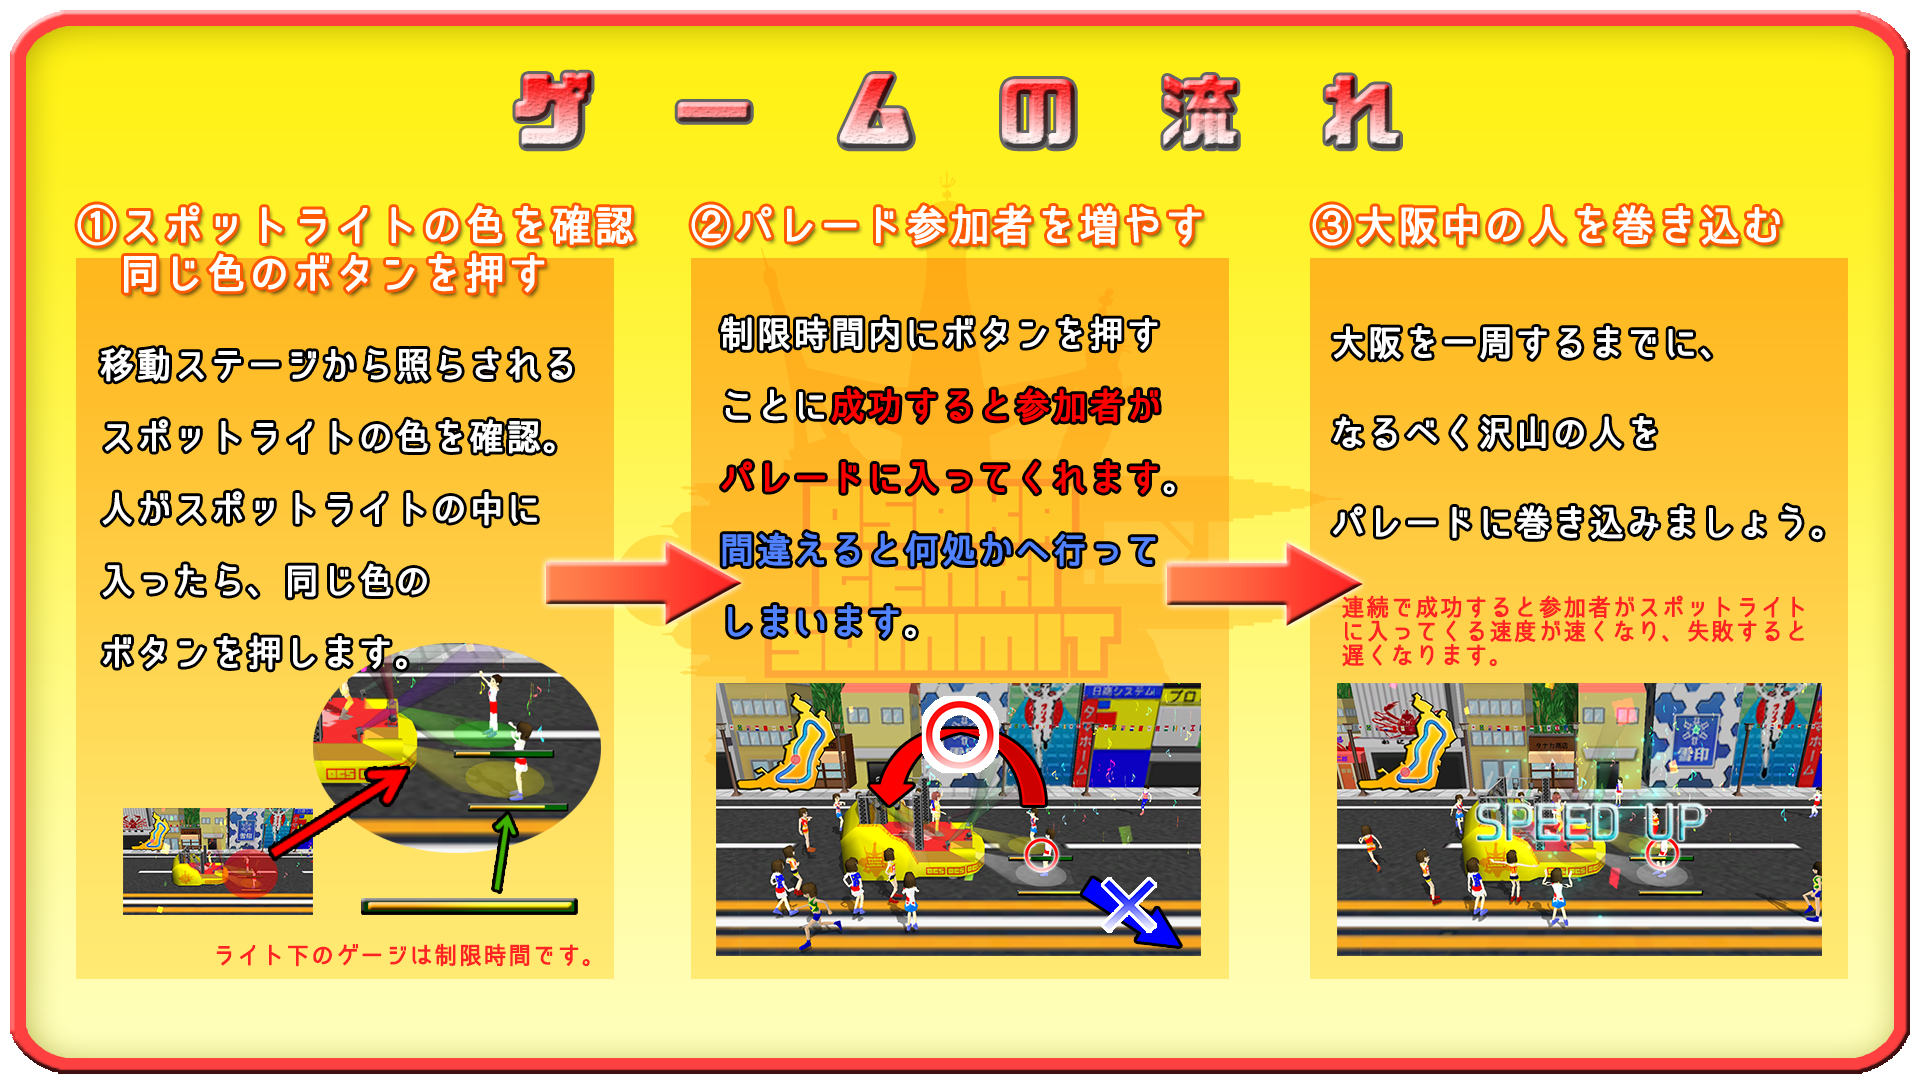 ゲームの流れ
①スポットライトの色を確認
同じ色のボタンを押す
移動ステージから照らされる
スポットライトの色を確認。
人がスポットライトの中に
入ったら、同じ色の
ボタンを押します。
ライト下のゲージは制限時間です。
②パレード参加者を増やす
制限時間内にボタンを押す
ことに成功すると参加者が
パレードに入ってくれます。
間違えると何処かへ行って
しまいます。
OSAKA
GENKI
SUMMIT
③大阪中の人を巻き込む
大阪を一周するまでに、
なるべく沢山の人を
パレードに巻き込みましょう。
連続で成功すると参加者がスポットライト
に入ってくる速度が速くなり、失敗すると
遅くなります。
SPEED UP
雪印